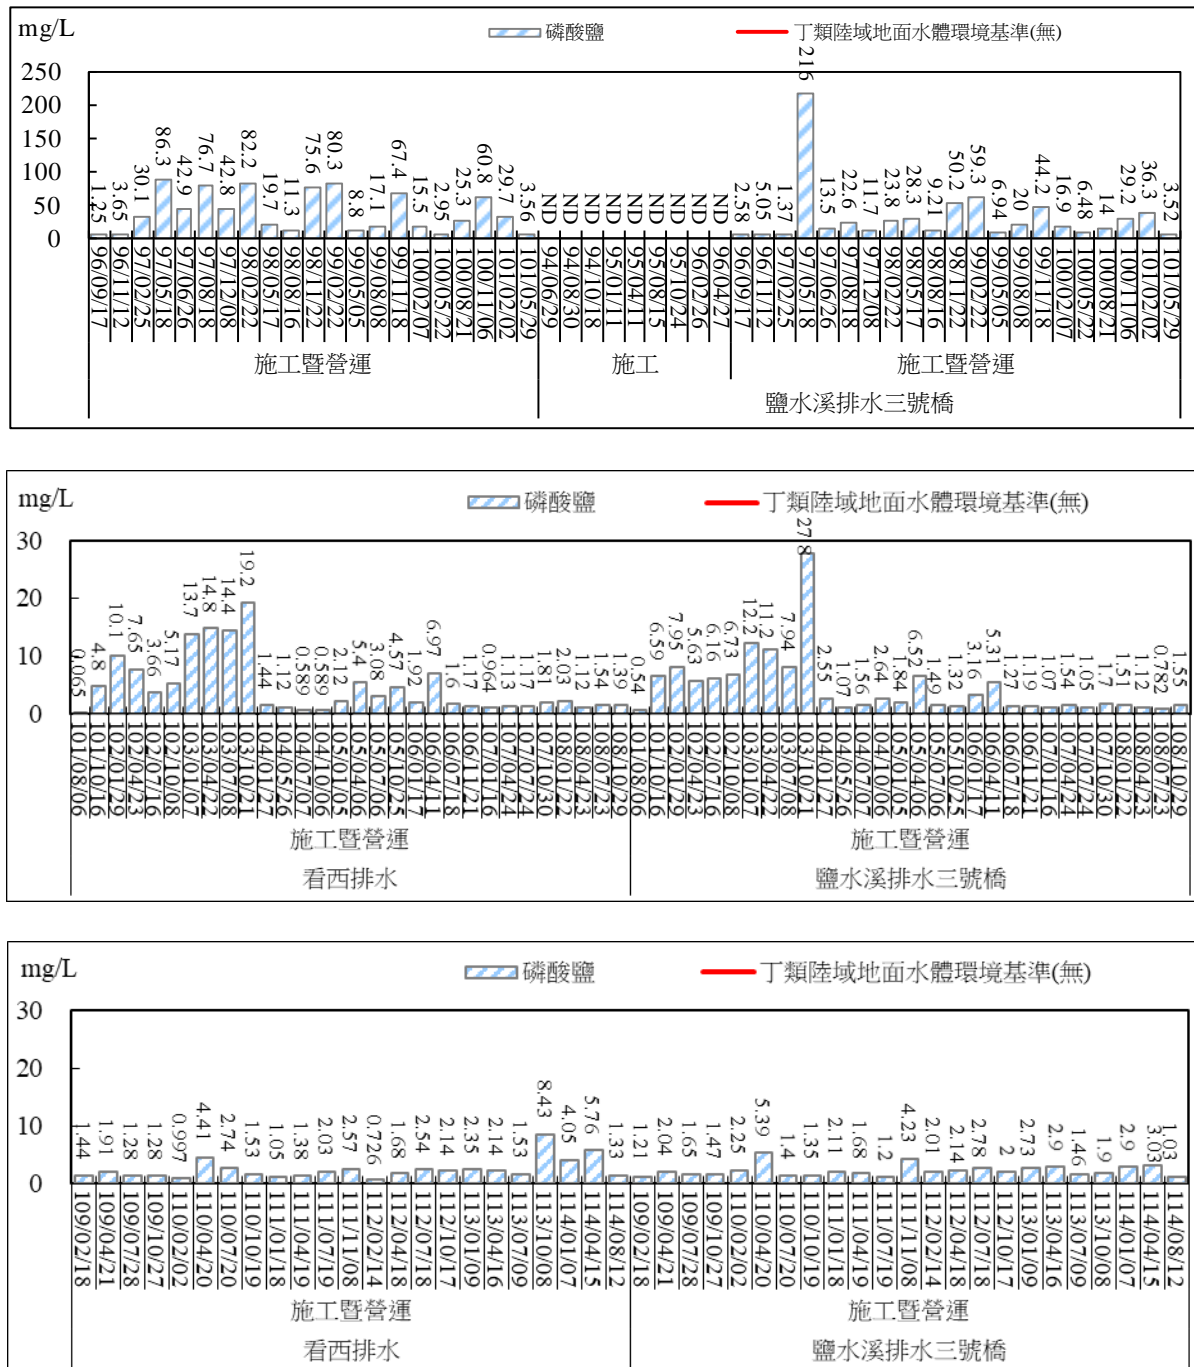 mg/L
磷酸鹽 丁類陸域地面水體環境基準(無)
250
200
150
100
50
0
1.25 3.65 30.1 86.3 42.9 76.7 42.8 82.2 19.7 11.3 75.6 80.3 8.8 17.1 67.4 15.5 2.95 25.3 60.8 29.7 3.56 ND ND ND ND ND ND ND ND ND 2.58 5.05 1.37 216 13.5 22.6 11.7 23.8 28.3 9.21 50.2 59.3 6.94 20 44.2 16.9 6.48 14 29.2 36.3 3.52
96/09/17 96/11/12 97/02/25 97/05/18 97/06/26 97/08/18 97/12/08 98/02/22 98/05/17 98/08/16 98/11/22 99/02/22 99/05/05 99/08/08 99/11/18 100/02/07 100/05/22 100/08/21 100/11/06 101/02/02 101/05/29 94/06/29 94/08/30 94/10/18 95/01/11 95/04/11 95/08/15 95/10/24 96/02/26 96/04/27 96/09/17 96/11/12 97/02/25 97/05/18 97/06/26 97/08/18 97/12/08 98/02/22 98/05/17 98/08/16 98/11/22 99/02/22 99/05/05 99/08/08 99/11/18 100/02/07 100/05/22 100/08/21 100/11/06 101/02/02 101/05/29
施工暨營運 施工 施工暨營運
鹽水溪排水三號橋
mg/L
磷酸鹽 丁類陸域地面水體環境基準(無)
30
20
10
0
0.065 4.8 10.1 7.65 3.66 5.17 13.7 14.8 14.4 19.2 1.44 1.12 0.589 0.589 2.12 5.4 3.08 4.57 1.92 6.97 1.6 1.17 0.964 1.13 1.17 1.81 2.03 1.12 1.54 1.39 0.54 6.59 7.95 5.63 6.16 6.73 12.2 11.2 7.94 27.8 2.55 1.07 1.56 2.64 1.84 6.52 1.49 1.32 3.16 5.31 1.27 1.19 1.07 1.54 1.05 1.7 1.51 1.12 0.782 1.55
101/08/06 101/10/16 102/01/29 102/04/23 102/07/16 102/10/08 103/01/07 103/04/22 103/07/08 103/10/21 104/01/27 104/05/26 104/07/07 104/10/06 105/01/05 105/04/06 105/07/06 105/10/25 106/01/17 106/04/11 106/07/18 106/11/21 107/01/16 107/04/24 107/07/24 107/10/30 108/01/22 108/04/23 108/07/23 108/10/29 101/08/06 101/10/16 102/01/29 102/04/23 102/07/16 102/10/08 103/01/07 103/04/22 103/07/08 103/10/21 104/01/27 104/05/26 104/07/07 104/10/06 105/01/05 105/04/06 105/07/06 105/10/25 106/01/17 106/04/11 106/07/18 106/11/21 107/01/16 107/04/24 107/07/24 107/10/30 108/01/22 108/04/23 108/07/23 108/10/29
施工暨營運 施工暨營運
看西排水 鹽水溪排水三號橋
mg/L
磷酸鹽 丁類陸域地面水體環境基準(無)
30
20
10
0
1.44 1.91 1.28 1.28 0.997 4.41 2.74 1.53 1.05 1.38 2.03 2.57 0.726 1.68 2.54 2.14 2.35 2.14 1.53 8.43 4.05 5.76 1.33 1.21 2.04 1.65 1.47 2.25 5.39 1.4 1.35 2.11 1.68 1.2 4.23 2.01 2.14 2.78 2 2.73 2.9 1.46 1.9 2.9 3.03 1.03
109/02/18 109/04/21 109/07/28 109/10/27 110/02/02 110/04/20 110/07/20 110/10/19 111/01/18 111/04/19 111/07/19 111/11/08 112/02/14 112/04/18 112/07/18 112/10/17 113/01/09 113/04/16 113/07/09 113/10/08 114/01/07 114/04/15 114/08/12 109/02/18 109/04/21 109/07/28 109/10/27 110/02/02 110/04/20 110/07/20 110/10/19 111/01/18 111/04/19 111/07/19 111/11/08 112/02/14 112/04/18 112/07/18 112/10/17 113/01/09 113/04/16 113/07/09 113/10/08 114/01/07 114/04/15 114/08/12
施工暨營運 施工暨營運
看西排水 鹽水溪排水三號橋